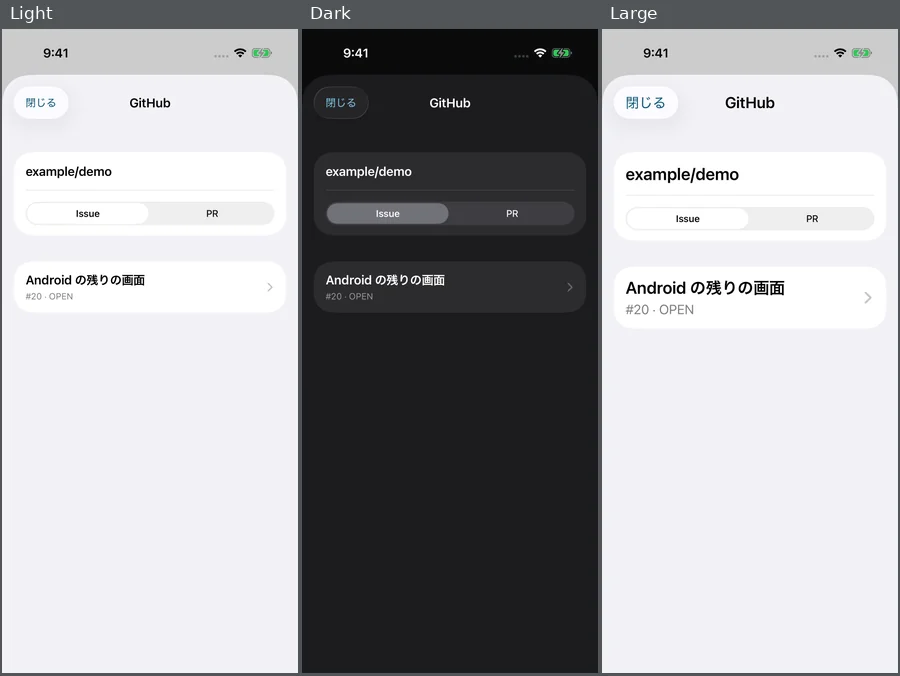 Light
9:41
閉じる
GitHub
example/demo
Issue
PR
Android の残りの画面
#20 · OPEN
Dark
9:41
閉じる
GitHub
example/demo
Issue
PR
Android の残りの画面
#20 · OPEN
Large
9:41
閉じる
GitHub
example/demo
Issue
PR
Android の残りの画面
#20 · OPEN